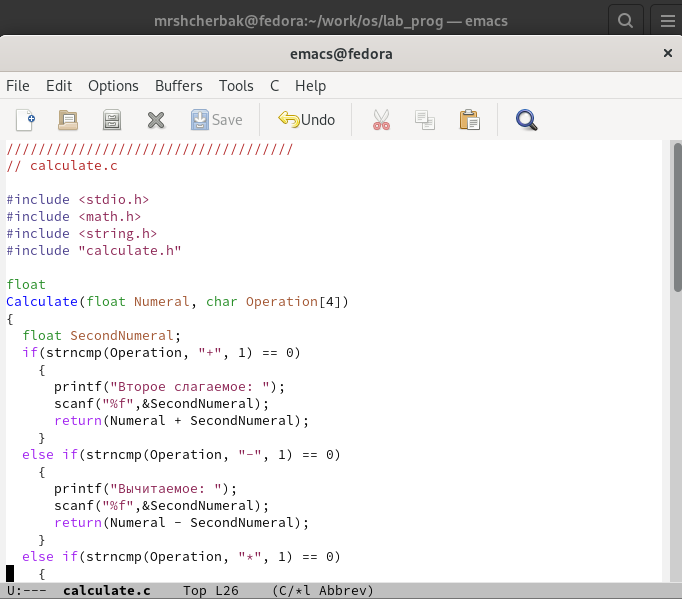 mrshcherbak@fedora:~/work/os/lab_prog — emacs
emacs@fedora
File Edit Options Buffers Tools C Help
Save Undo
////////////////////////////////////
// calculate.c
#include <stdio.h>
#include <math.h>
#include <string.h>
#include "calculate.h"
float
Calculate(float Numeral, char Operation[4])
{
  float SecondNumeral;
  if(strncmp(Operation, "+", 1) == 0)
    {
      printf("Второе слагаемое: ");
      scanf("%f",&SecondNumeral);
      return(Numeral + SecondNumeral);
    }
  else if(strncmp(Operation, "-", 1) == 0)
    {
      printf("Вычитаемое: ");
      scanf("%f",&SecondNumeral);
      return(Numeral - SecondNumeral);
    }
  else if(strncmp(Operation, "*", 1) == 0)
    {
U:--- calculate.c Top L26 (C/*l Abbrev)